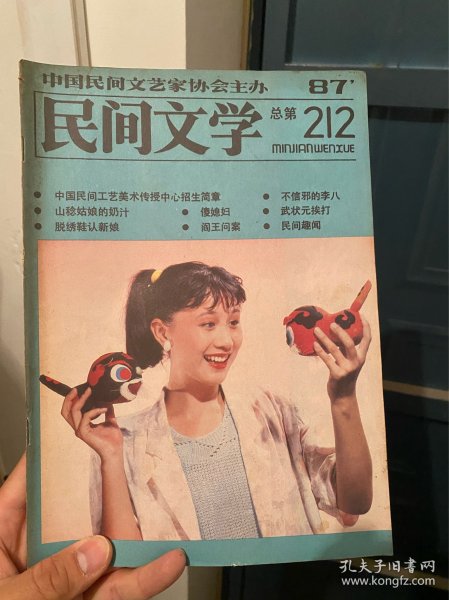 中国民间文艺家协会主办 87'
民间文学 总第 212
MINJIANWENXUE
• 中国民间工艺美术传授中心招生简章 • 不信邪的李八
• 山稔姑娘的奶汁 • 傻媳妇 • 武状元挨打
• 脱绣鞋认新娘 • 阎王问案 • 民间趣闻
孔夫子旧书网
www.kongfz.com